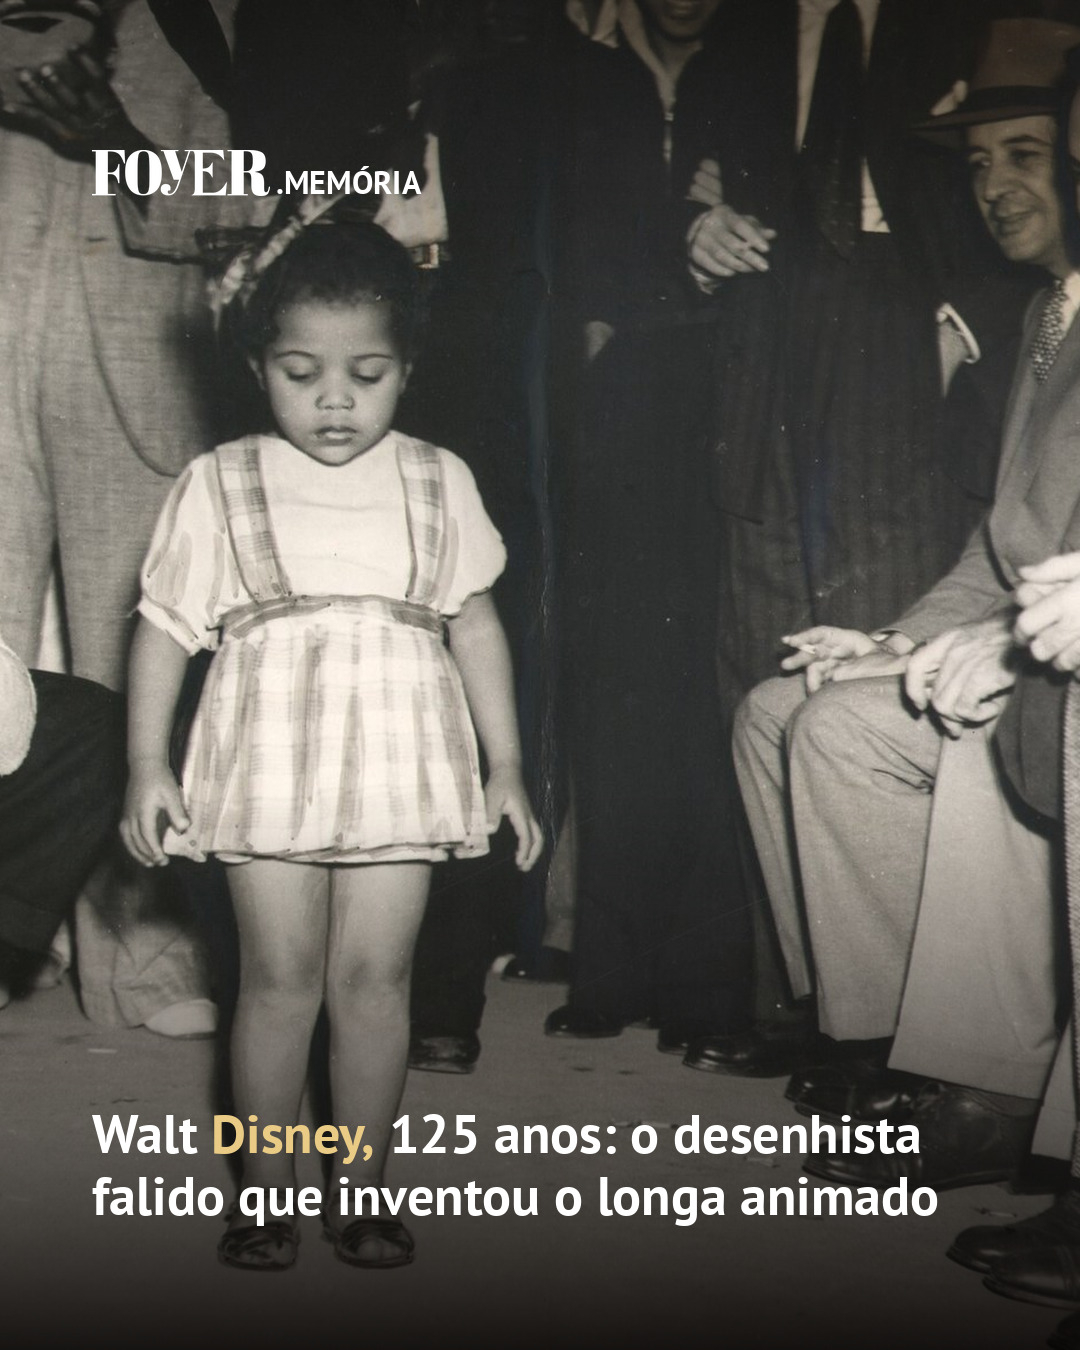 FOYER.MEMÓRIA
Walt Disney, 125 anos: o desenhista
falido que inventou o longa animado